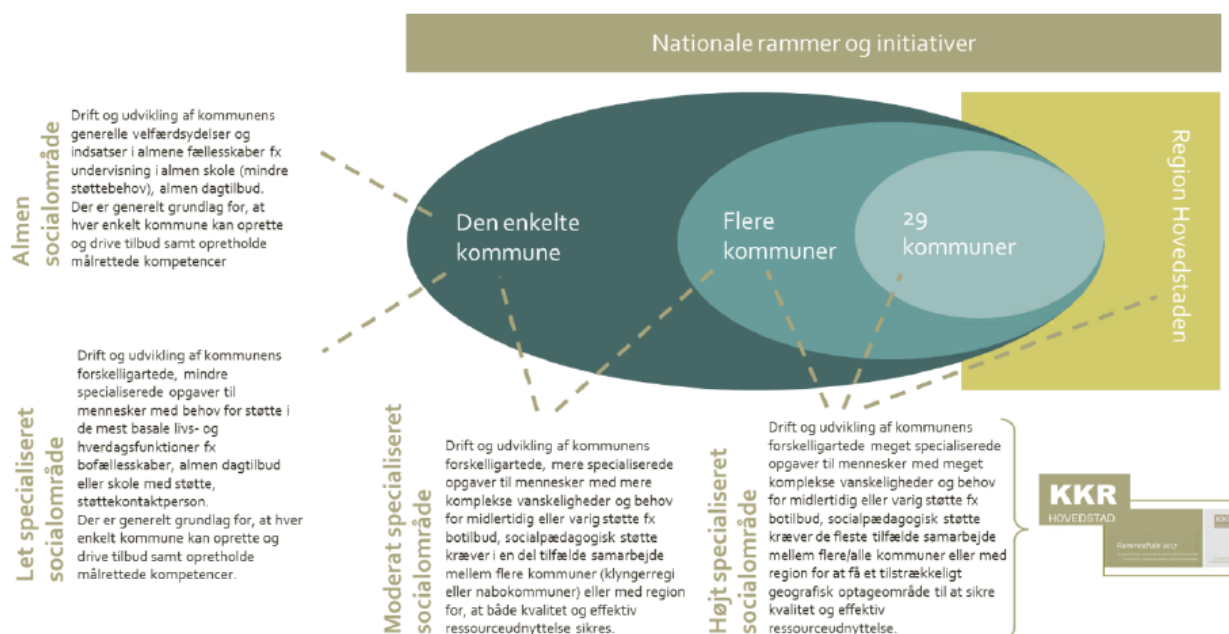 Nationale rammer og initiativer
Almen
socialområde
Drift og udvikling af kommunens
generelle velfærdsydelser og
indsatser i almene fællesskaber fx
undervisning i almen skole (mindre
støttebehov), almen dagtilbud.
Der er generelt grundlag for, at
hver enkelt kommune kan oprette
og drive tilbud samt opretholde
målrettede kompetencer
Den enkelte
kommune
Flere
kommuner
29
kommuner
Region Hovedstaden
Let specialiseret
socialområde
Drift og udvikling af kommunens
forskelligartede, mindre
specialiserede opgaver til
mennesker med behov for støtte i
de mest basale livs- og
hverdagsfunktioner fx
bofællesskaber, almen dagtilbud
eller skole med støtte,
støttekontaktperson.
Der er generelt grundlag for, at hver
enkelt kommune kan oprette og
drive tilbud samt opretholde
målrettede kompetencer.
Moderat specialiseret
socialområde
Drift og udvikling af kommunens
forskelligartede, mere specialiserede
opgaver til mennesker med mere
komplekse vanskeligheder og behov
for midlertidig eller varig støtte fx
botilbud, socialpædagogisk støtte
kræver i en del tilfælde samarbejde
mellem flere kommuner (klyngerregi
eller nabokommuner) eller med region
for, at både kvalitet og effektiv
ressourceudnyttelse sikres.
Højt specialiseret
socialområde
Drift og udvikling af kommunens
forskelligartede meget specialiserede
opgaver til mennesker med meget
komplekse vanskeligheder og behov
for midlertidig eller varig støtte fx
botilbud, socialpædagogisk støtte
kræver de fleste tilfælde samarbejde
mellem flere/alle kommuner eller med
region for at få et tilstrækkeligt
geografisk optageområde til at sikre
kvalitet og effektiv
ressourceudnyttelse.
KKR
HOVEDSTAD
Rammeaftale 2017